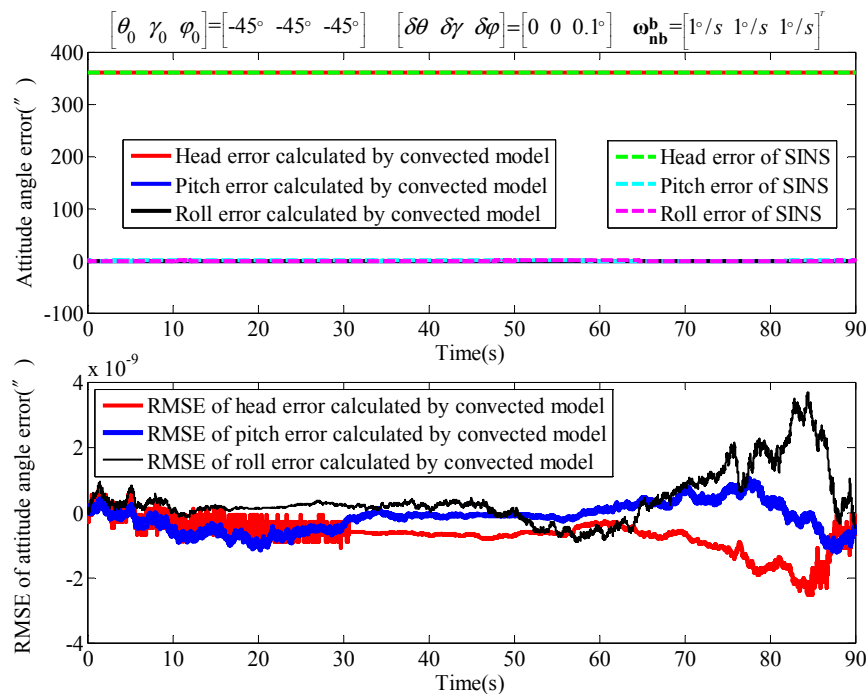 [θ₀ γ₀ φ₀]=[-45° -45° -45°] [δθ δγ δφ]=[0 0 0.1°] ω_nb^b=[1°/s 1°/s 1°/s]^T
Attitude angle error(″ )
400
300
200
100
0
-100
Head error calculated by convected model
Pitch error calculated by convected model
Roll error calculated by convected model
Head error of SINS
Pitch error of SINS
Roll error of SINS
0 10 20 30 40 50 60 70 80 90
Time(s)
x 10^-9
RMSE of attitude angle error(″ )
4
2
0
-2
-4
RMSE of head error calculated by convected model
RMSE of pitch error calculated by convected model
RMSE of roll error calculated by convected model
0 10 20 30 40 50 60 70 80 90
Time(s)